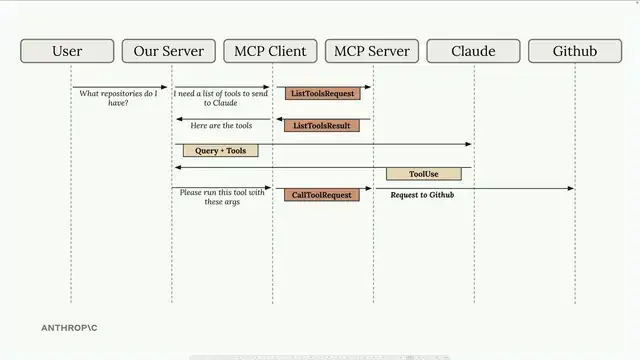 User
Our Server
MCP Client
MCP Server
Claude
Github
What repositories do I
have?
I need a list of tools to send
to Claude
ListToolsRequest
Here are the tools
ListToolsResult
Query + Tools
ToolUse
Please run this tool with
these args
CallToolRequest
Request to Github
ANTHROP\C